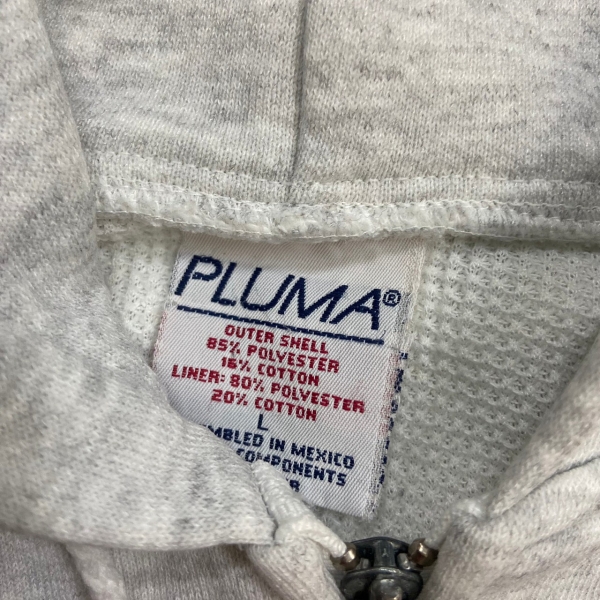 PLUMA®
OUTER SHELL
85% POLYESTER
15% COTTON
LINER: 80% POLYESTER
20% COTTON
L
MBLED IN MEXICO
COMPONENTS